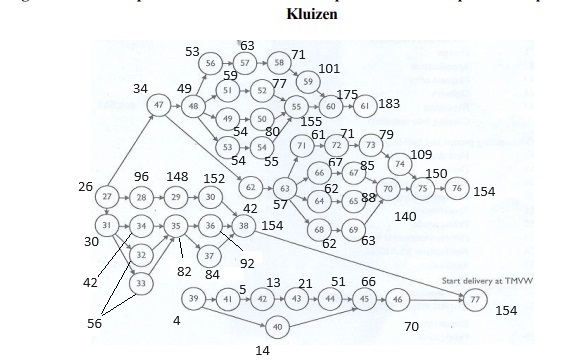 Kluizen
53 63 71
56 57 58
59 77 59 101
51 52
34 49 175 183
47 48 55 60 61
49 50 155
54 80 61 71 79
53 54 71 72 73
54 55 67 85 109
66 67 74 150
26 96 148 152 62 63 62 88 70 75 76 154
27 28 29 30 42 57 64 65
31 34 35 36 38 154 140
30 68 69
62 63
32 37 92
42 82 84
33 Start delivery at TMVW
56 5 13 21 51 66
39 41 42 43 44 45 46 77
4 40 70 154
14